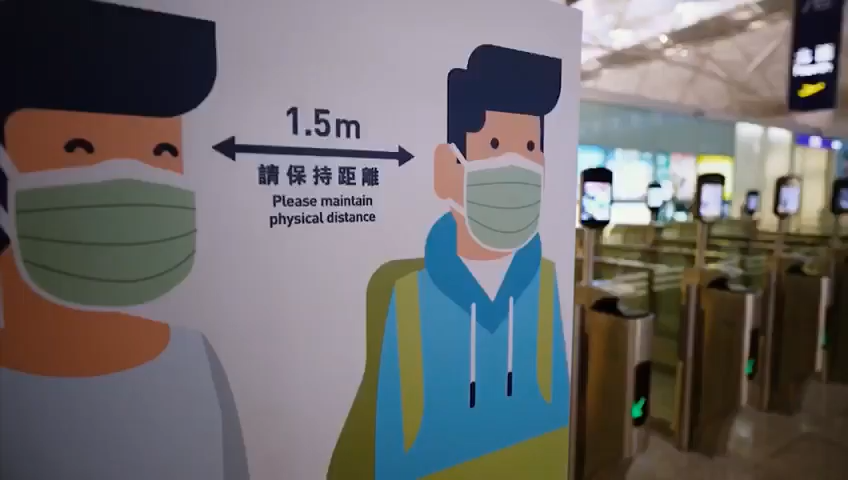 1.5m
請保持距離
Please maintain
physical distance